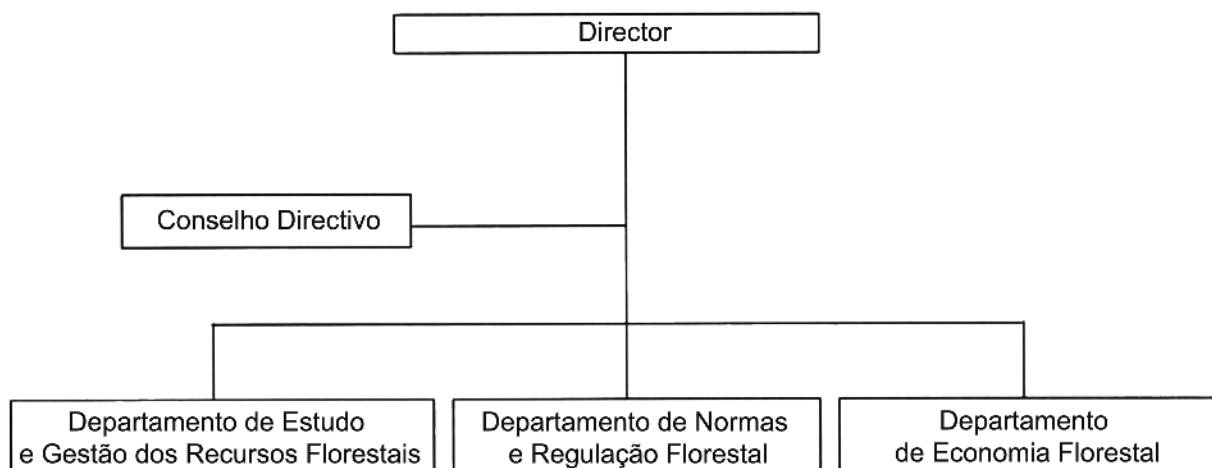 Director
Conselho Directivo
Departamento de Estudo
e Gestão dos Recursos Florestais
Departamento de Normas
e Regulação Florestal
Departamento
de Economia Florestal